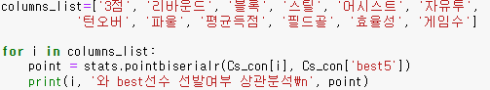 columns_list=['3점', '리바운드', '블록', '스틸', '어시스트', '자유투',
'턴오버', '파울', '평균득점', '필드골', '효율성', '게임수']
for i in columns_list:
point = stats.pointbiserialr(Cs_con[i], Cs_con['best5'])
print(i, '와 best선수 선발여부 상관분석₩n', point)